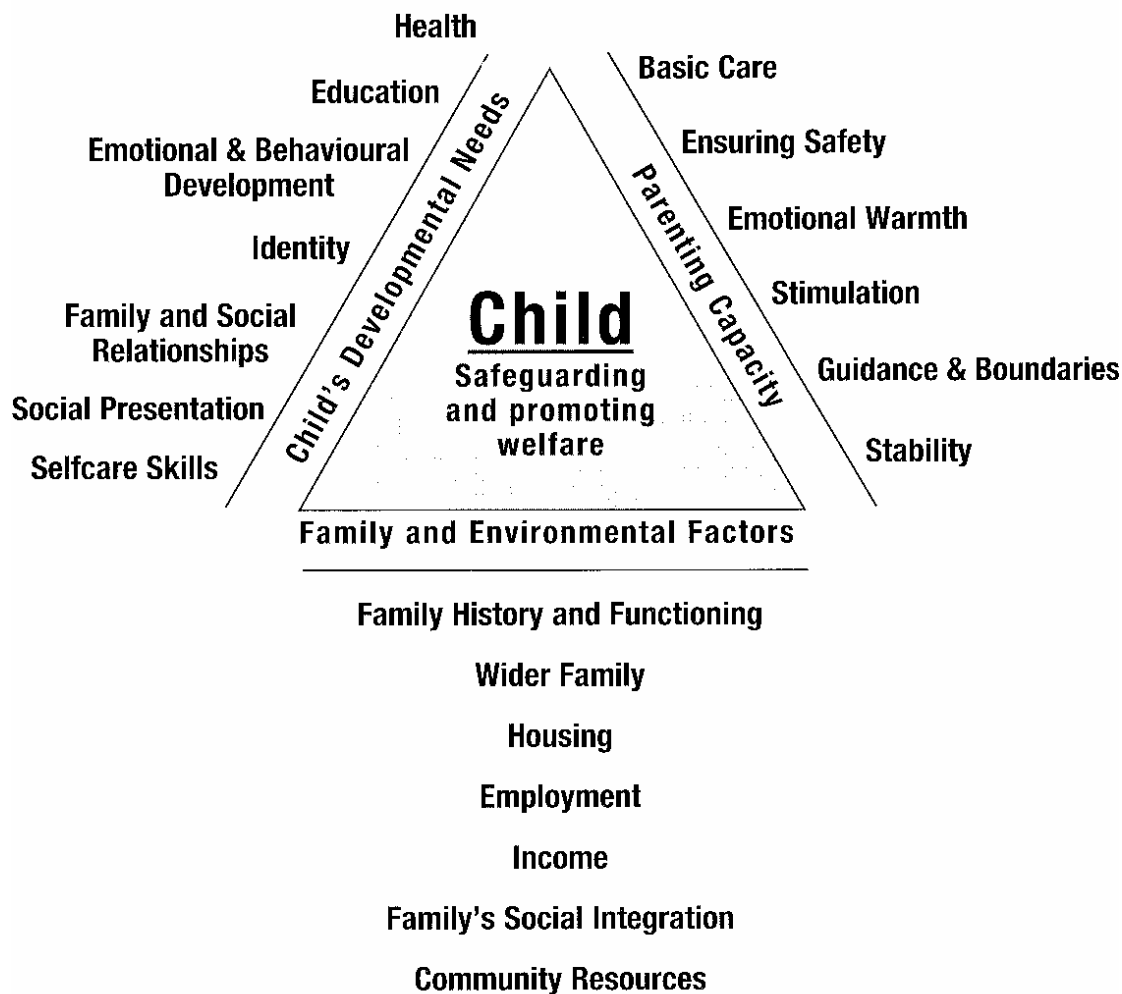 Health
Education
Emotional & Behavioural
Development
Identity
Family and Social
Relationships
Social Presentation
Selfcare Skills
Child's Developmental Needs
Basic Care
Ensuring Safety
Emotional Warmth
Stimulation
Guidance & Boundaries
Stability
Parenting Capacity
Child
Safeguarding
and promoting
welfare
Family and Environmental Factors
Family History and Functioning
Wider Family
Housing
Employment
Income
Family's Social Integration
Community Resources